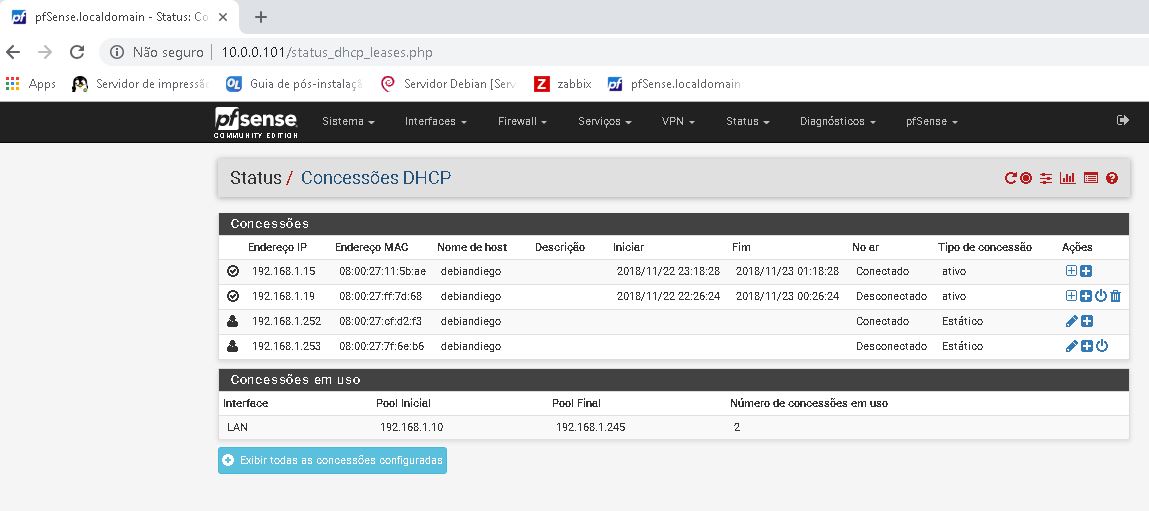 pfSense.localdomain - Status: Co
Não seguro | 10.0.0.101/status_dhcp_leases.php
Apps Servidor de impressã Guia de pós-instalaçã Servidor Debian [Serv zabbix pfSense.localdomain
pfsense COMMUNITY EDITION Sistema Interfaces Firewall Serviços VPN Status Diagnósticos pfSense
Status / Concessões DHCP
Concessões
Endereço IP Endereço MAC Nome de host Descrição Iniciar Fim No ar Tipo de concessão Ações
192.168.1.15 08:00:27:11:5b:ae debiandiego 2018/11/22 23:18:28 2018/11/23 01:18:28 Conectado ativo
192.168.1.19 08:00:27:ff:7d:68 debiandiego 2018/11/22 22:26:24 2018/11/23 00:26:24 Desconectado ativo
192.168.1.252 08:00:27:cf:d2:f3 debiandiego Conectado Estático
192.168.1.253 08:00:27:7f:6e:b6 debiandiego Desconectado Estático
Concessões em uso
Interface Pool Inicial Pool Final Número de concessões em uso
LAN 192.168.1.10 192.168.1.245 2
Exibir todas as concessões configuradas